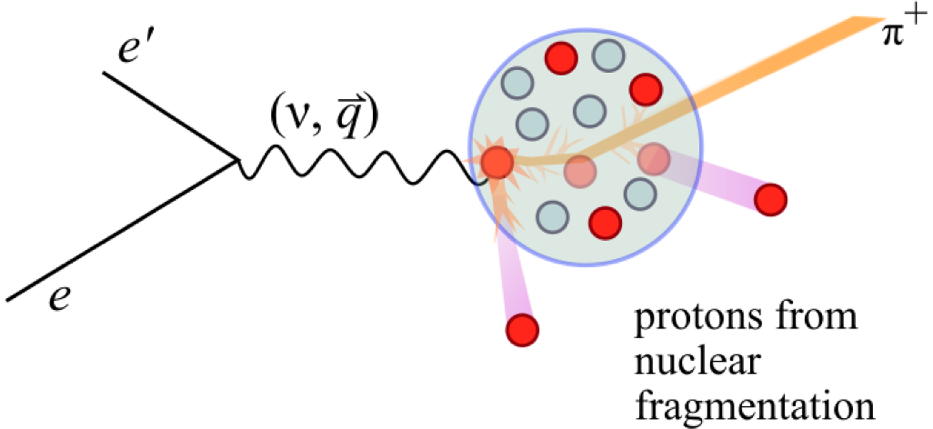 e′
(ν, q⃗)
π⁺
e
protons from
nuclear
fragmentation